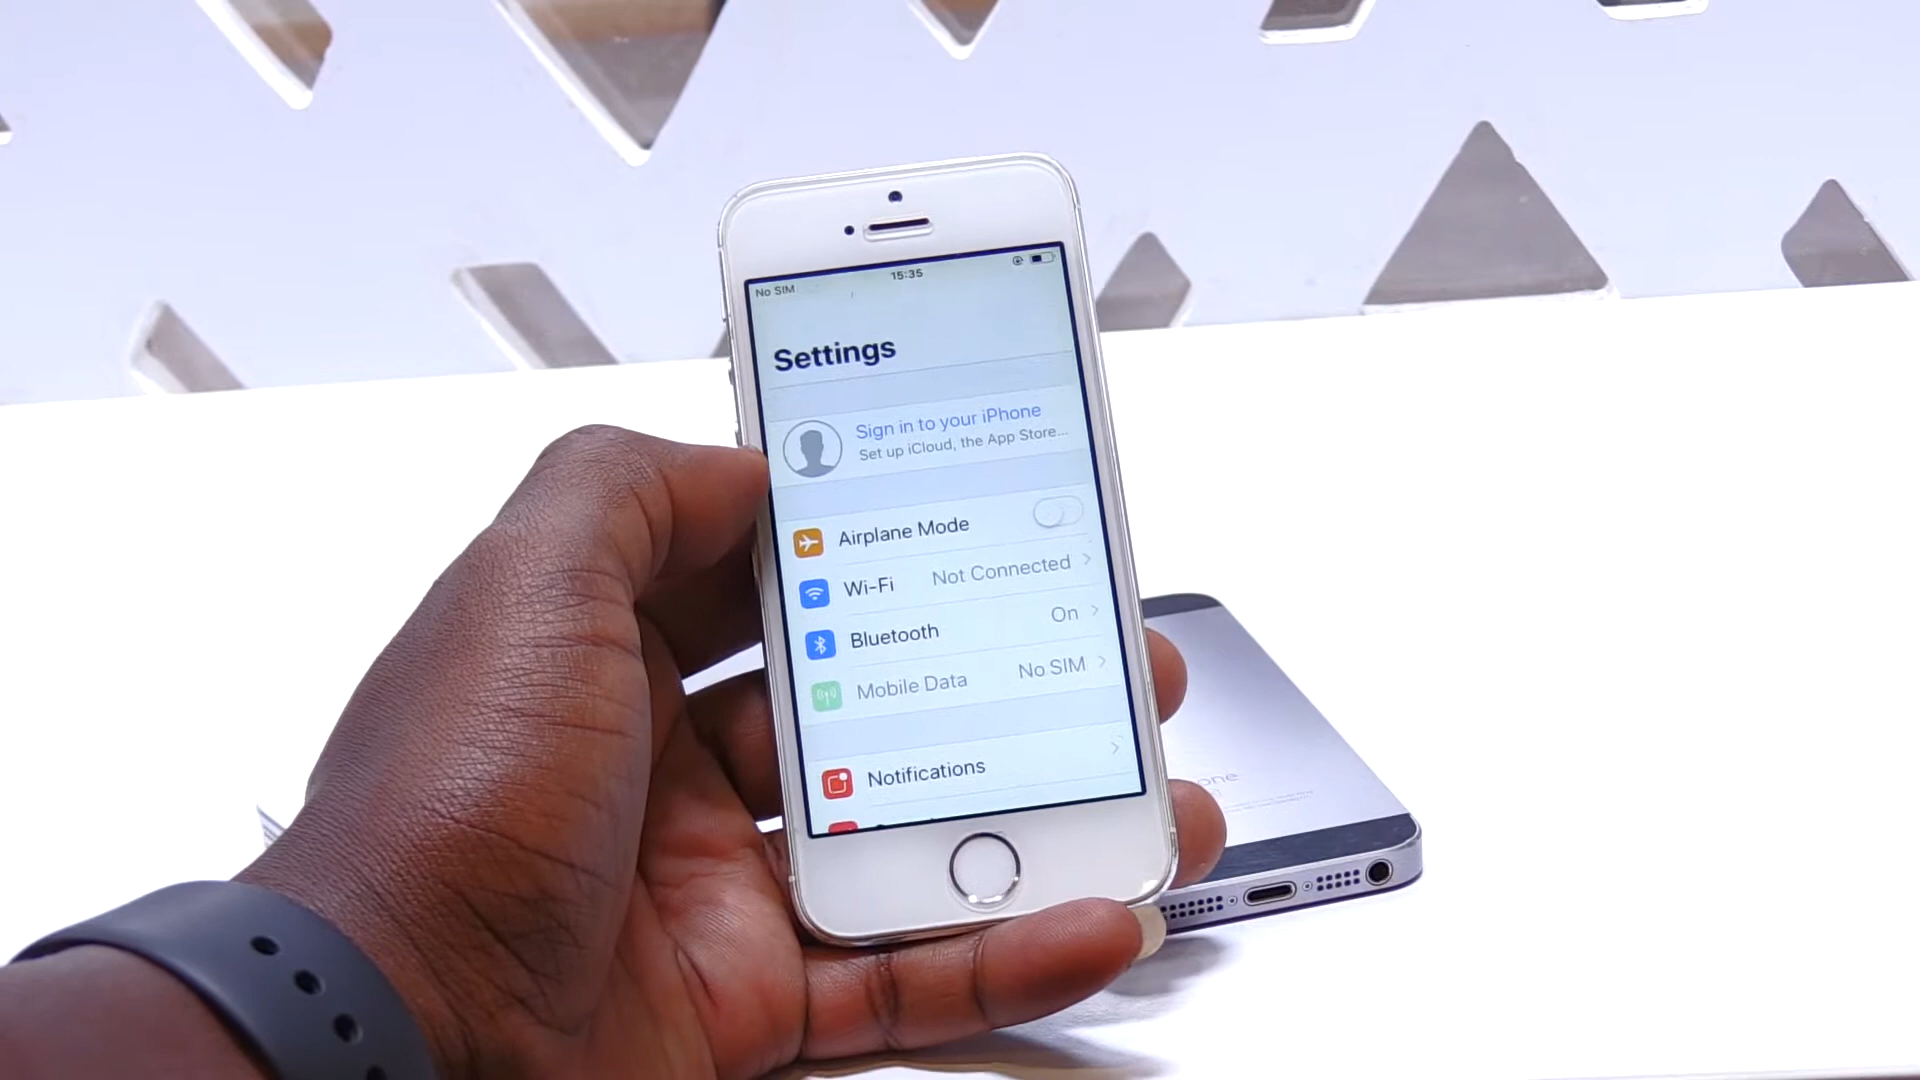 No SIM
15:35
Settings
Sign in to your iPhone
Set up iCloud, the App Store...
Airplane Mode
Wi-Fi Not Connected
Bluetooth On
Mobile Data No SIM
Notifications